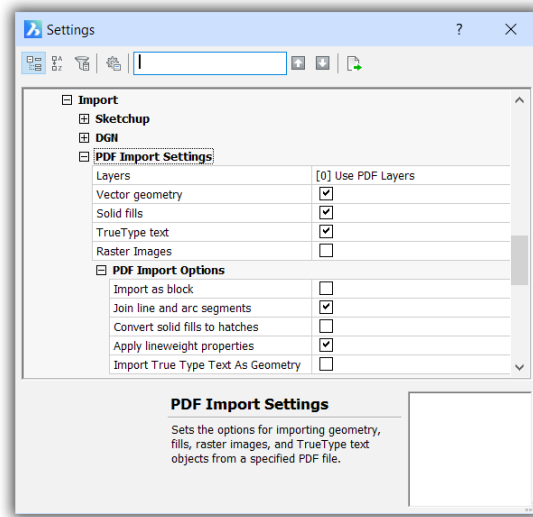 Settings
?
Import
Sketchup
DGN
PDF Import Settings
Layers [0] Use PDF Layers
Vector geometry
Solid fills
TrueType text
Raster Images
PDF Import Options
Import as block
Join line and arc segments
Convert solid fills to hatches
Apply lineweight properties
Import True Type Text As Geometry
PDF Import Settings
Sets the options for importing geometry,
fills, raster images, and TrueType text
objects from a specified PDF file.